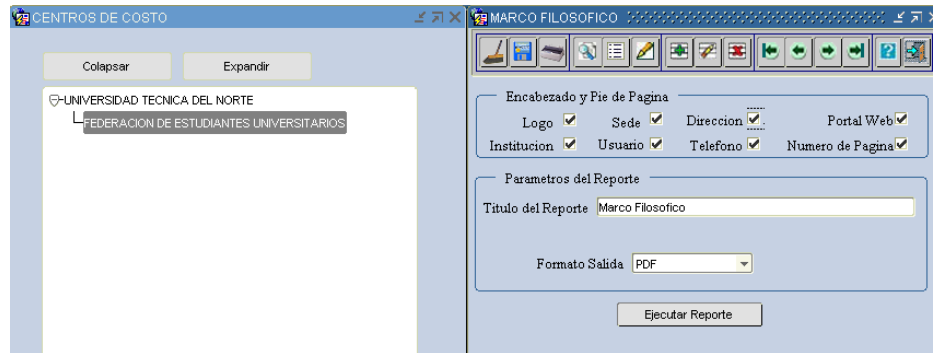 CENTROS DE COSTO
Colapsar Expandir
UNIVERSIDAD TECNICA DEL NORTE
FEDERACION DE ESTUDIANTES UNIVERSITARIOS
MARCO FILOSOFICO
Encabezado y Pie de Pagina
Logo Sede Direccion Portal Web
Institucion Usuario Telefono Numero de Pagina
Parametros del Reporte
Titulo del Reporte Marco Filosofico
Formato Salida PDF
Ejecutar Reporte